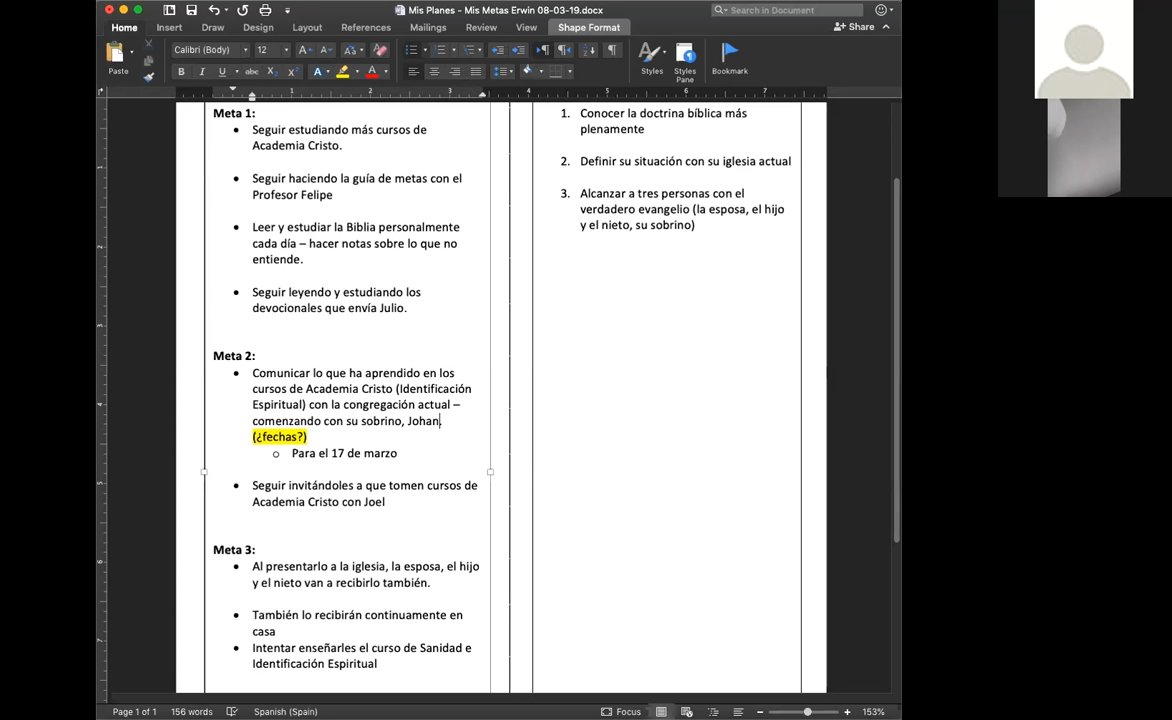 Mis Planes - Mis Metas Erwin 08-03-19.docx
Search in Document
Home Insert Draw Design Layout References Mailings Review View Shape Format
Share
Paste
Calibri (Body) 12
Styles
Styles Pane
Bookmark
1 2 3 5 6 7
Meta 1:
• Seguir estudiando más cursos de
Academia Cristo.
• Seguir haciendo la guía de metas con el
Profesor Felipe
• Leer y estudiar la Biblia personalmente
cada día – hacer notas sobre lo que no
entiende.
• Seguir leyendo y estudiando los
devocionales que envía Julio.
Meta 2:
• Comunicar lo que ha aprendido en los
cursos de Academia Cristo (Identificación
Espiritual) con la congregación actual –
comenzando con su sobrino, Johan.
(¿fechas?)
o Para el 17 de marzo
• Seguir invitándoles a que tomen cursos de
Academia Cristo con Joel
Meta 3:
• Al presentarlo a la iglesia, la esposa, el hijo
y el nieto van a recibirlo también.
• También lo recibirán continuamente en
casa
• Intentar enseñarles el curso de Sanidad e
Identificación Espiritual
1. Conocer la doctrina bíblica más
plenamente
2. Definir su situación con su iglesia actual
3. Alcanzar a tres personas con el
verdadero evangelio (la esposa, el hijo
y el nieto, su sobrino)
Page 1 of 1 156 words Spanish (Spain) Focus 153%